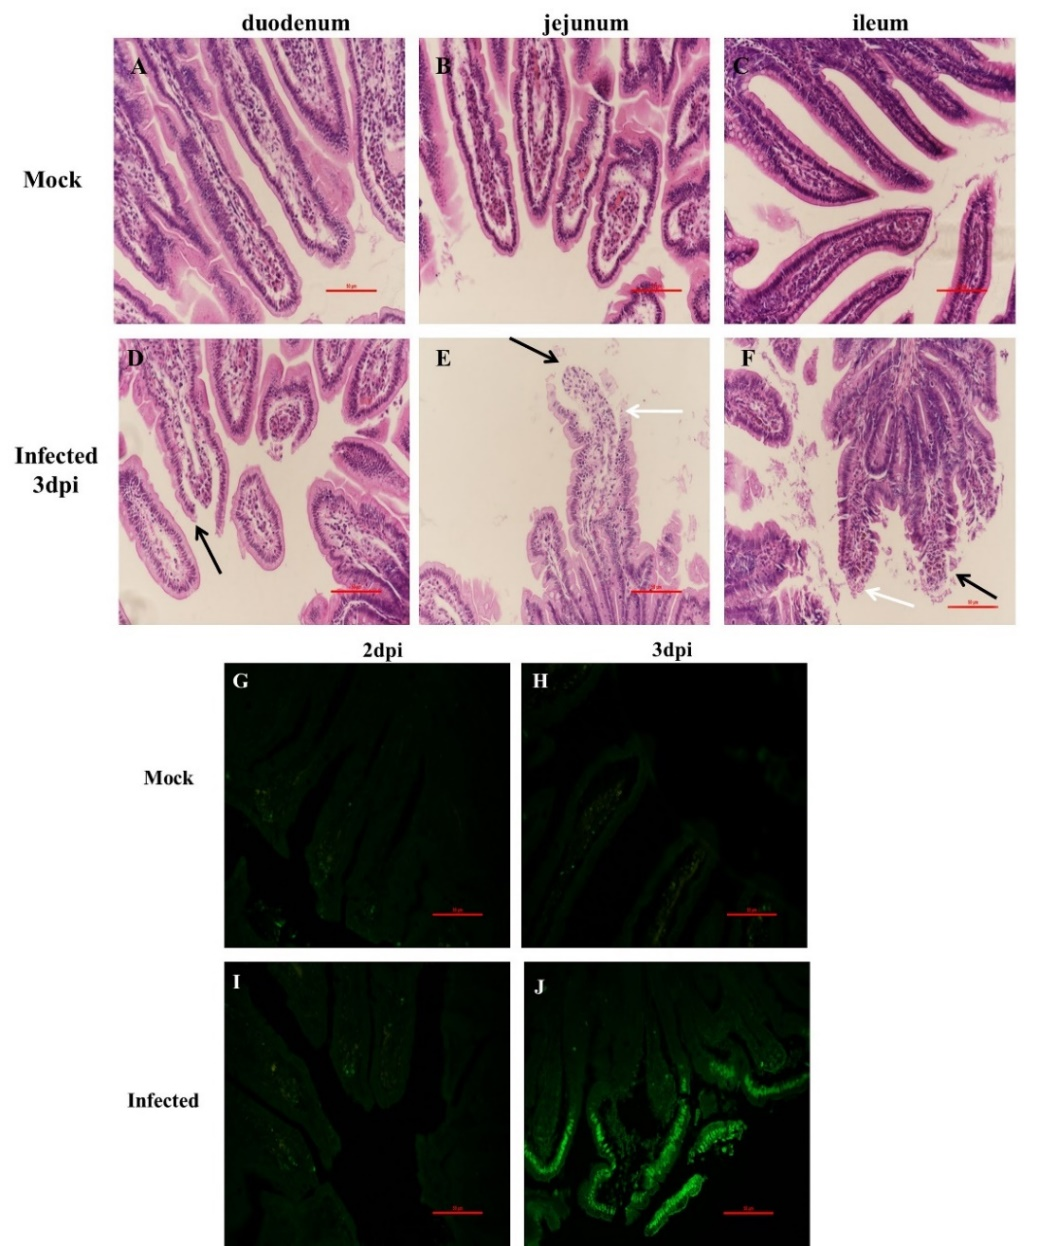 duodenum jejunum ileum
A B C
Mock
D E F
Infected
3dpi
2dpi 3dpi
G H
Mock
I J
Infected